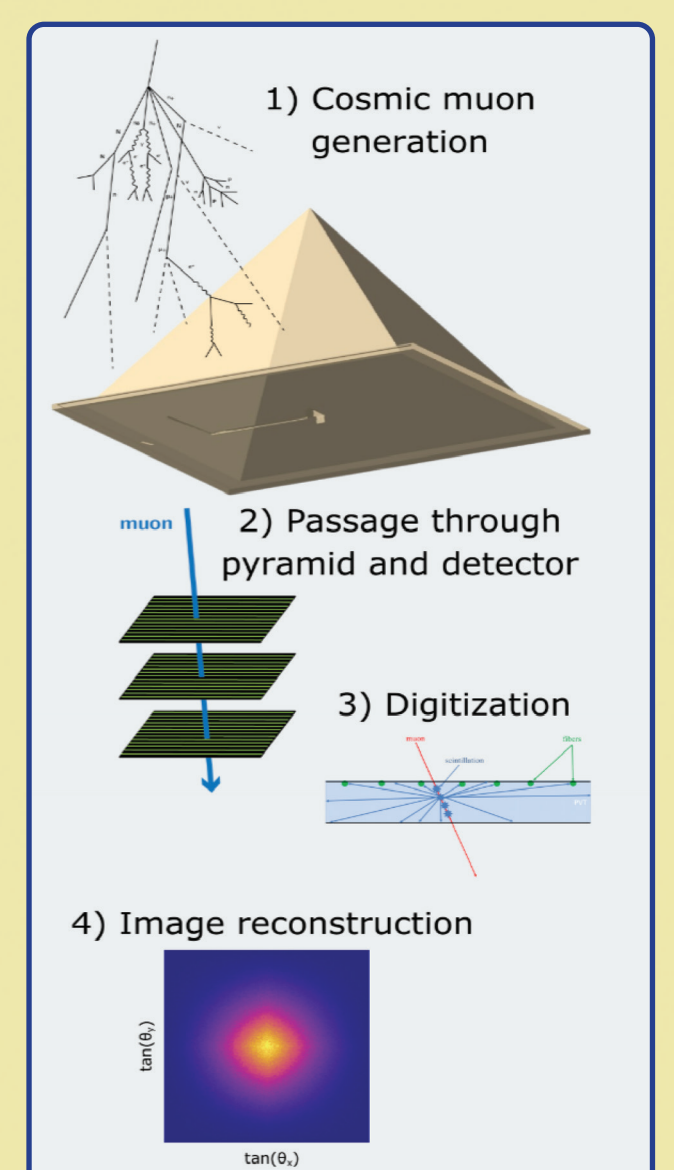 1) Cosmic muon
generation
muon
2) Passage through
pyramid and detector
3) Digitization
muon
fibers
scintillation
PVT
4) Image reconstruction
tan(θy)
tan(θx)